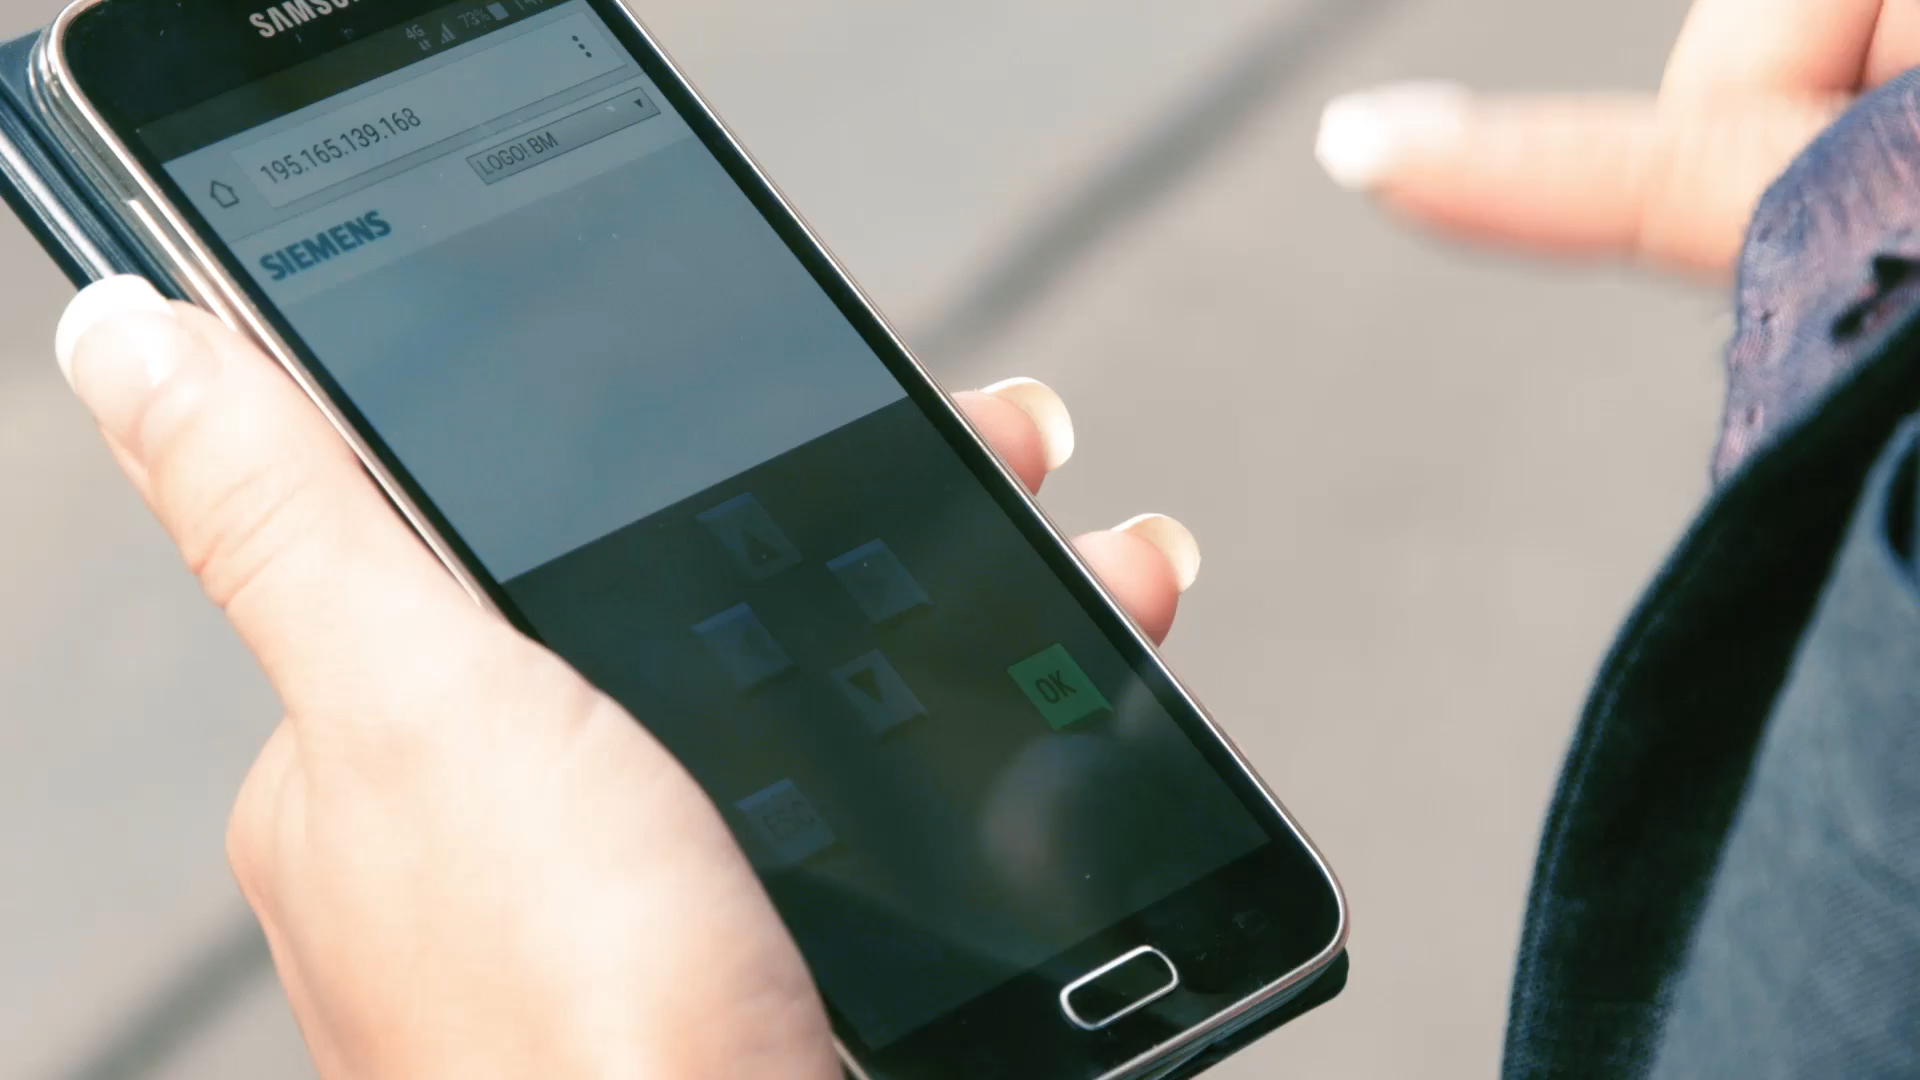 SAMSUNG
4G 73%
195.165.139.168
LOGO! BM
SIEMENS
OK
ESC